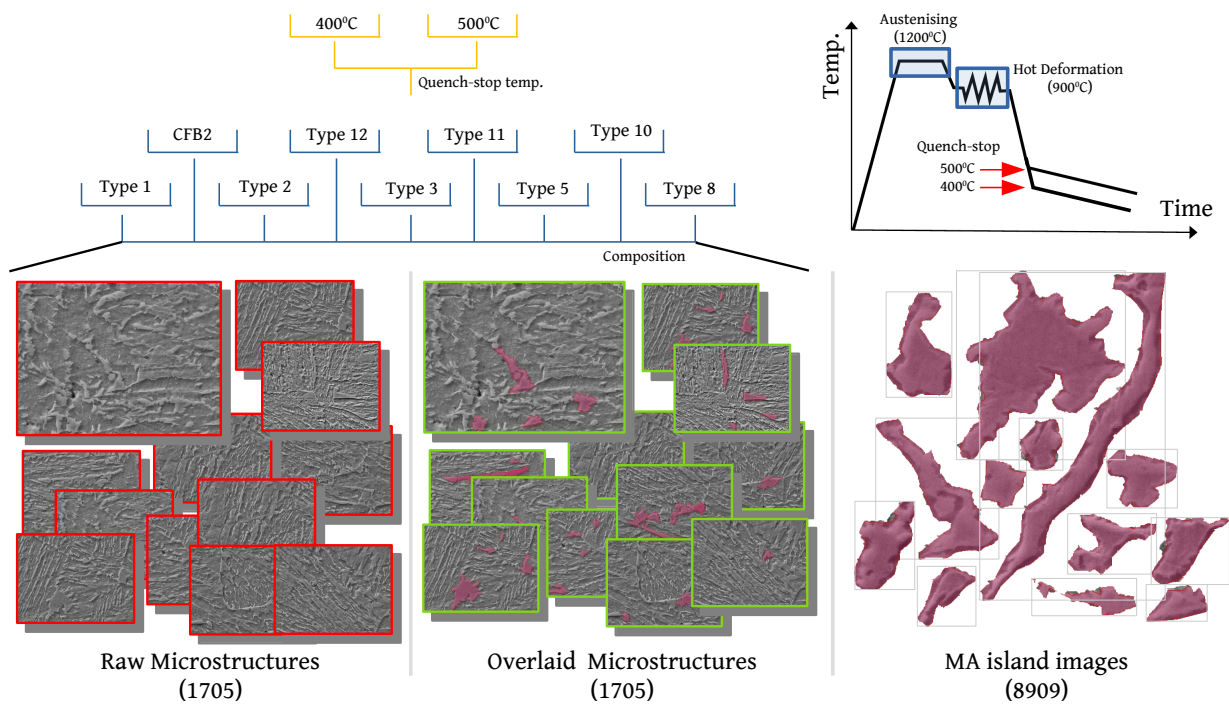 400⁰C
500⁰C
Quench-stop temp.
CFB2
Type 12
Type 11
Type 10
Type 1
Type 2
Type 3
Type 5
Type 8
Composition
Temp.
Austenising
(1200⁰C)
Hot Deformation
(900⁰C)
Quench-stop
500⁰C
400⁰C
Time
Raw Microstructures
(1705)
Overlaid Microstructures
(1705)
MA island images
(8909)